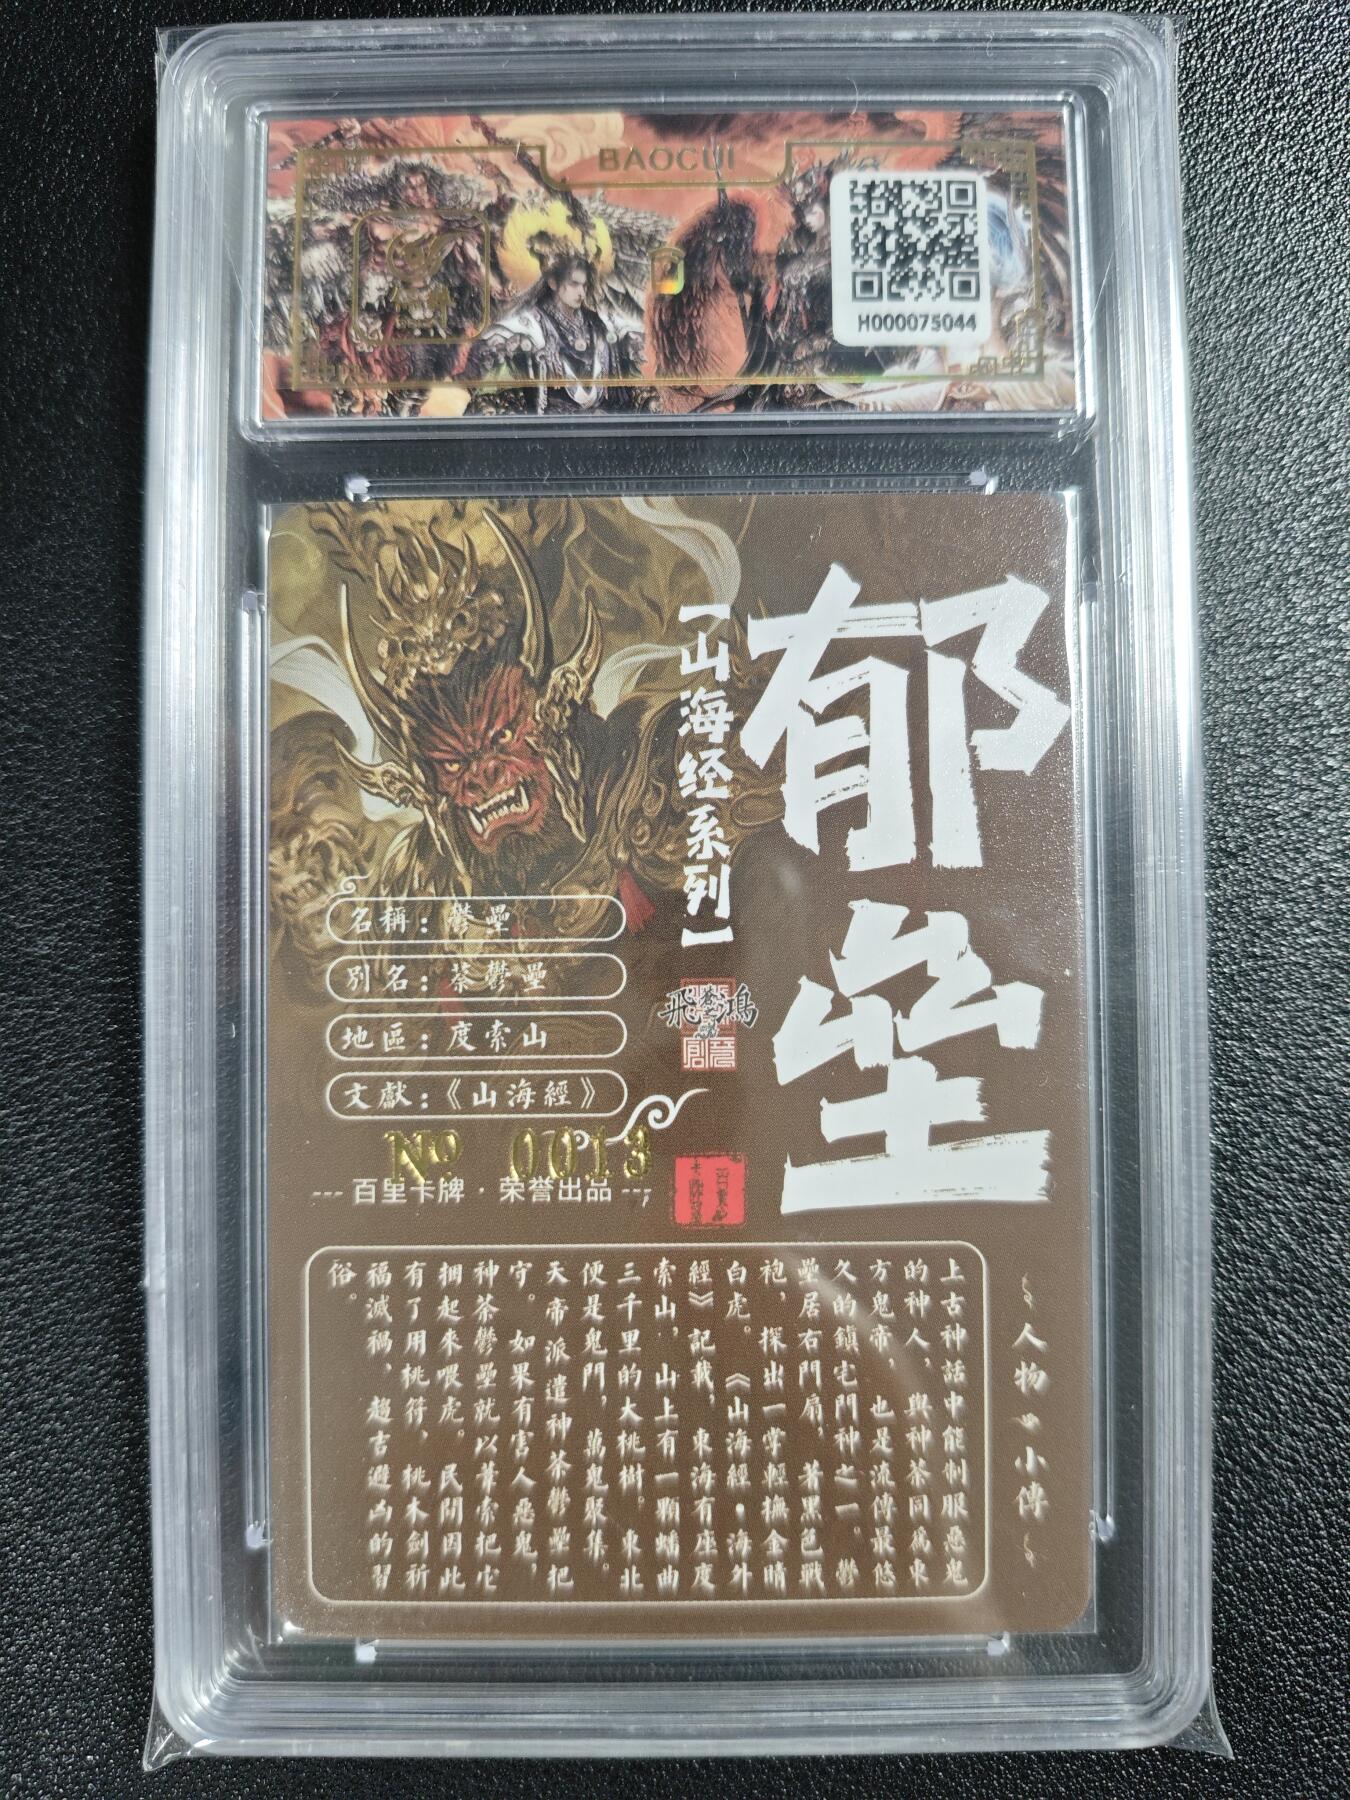 BAOCUI
H000075044
郁垒
【山海经系列】
飛鴻
名稱：鬱壘
別名：荼鬱壘
地區：度索山
文獻：《山海經》
№ 0013
--- 百里卡牌 · 荣誉出品 ---
人物小傳
上古神話中能制服惡鬼
的神人，與神荼同為東
方鬼帝，也是流傳最悠
久的鎮宅門神之一。鬱
壘居右門扇，著黑色戰
袍，探出一掌輕撫金睛
白虎。《山海經·海外
經》記載，東海有座度
索山，山上有一顆蟠曲
三千里的大桃樹。東北
便是鬼門，萬鬼聚集。
天帝派遣神荼鬱壘把
守。如果有害人惡鬼，
神荼鬱壘就以葦索把它
捆起來喂虎。民間因此
有了用桃符、桃木劍祈
福滅禍，趨吉避凶的習
俗。